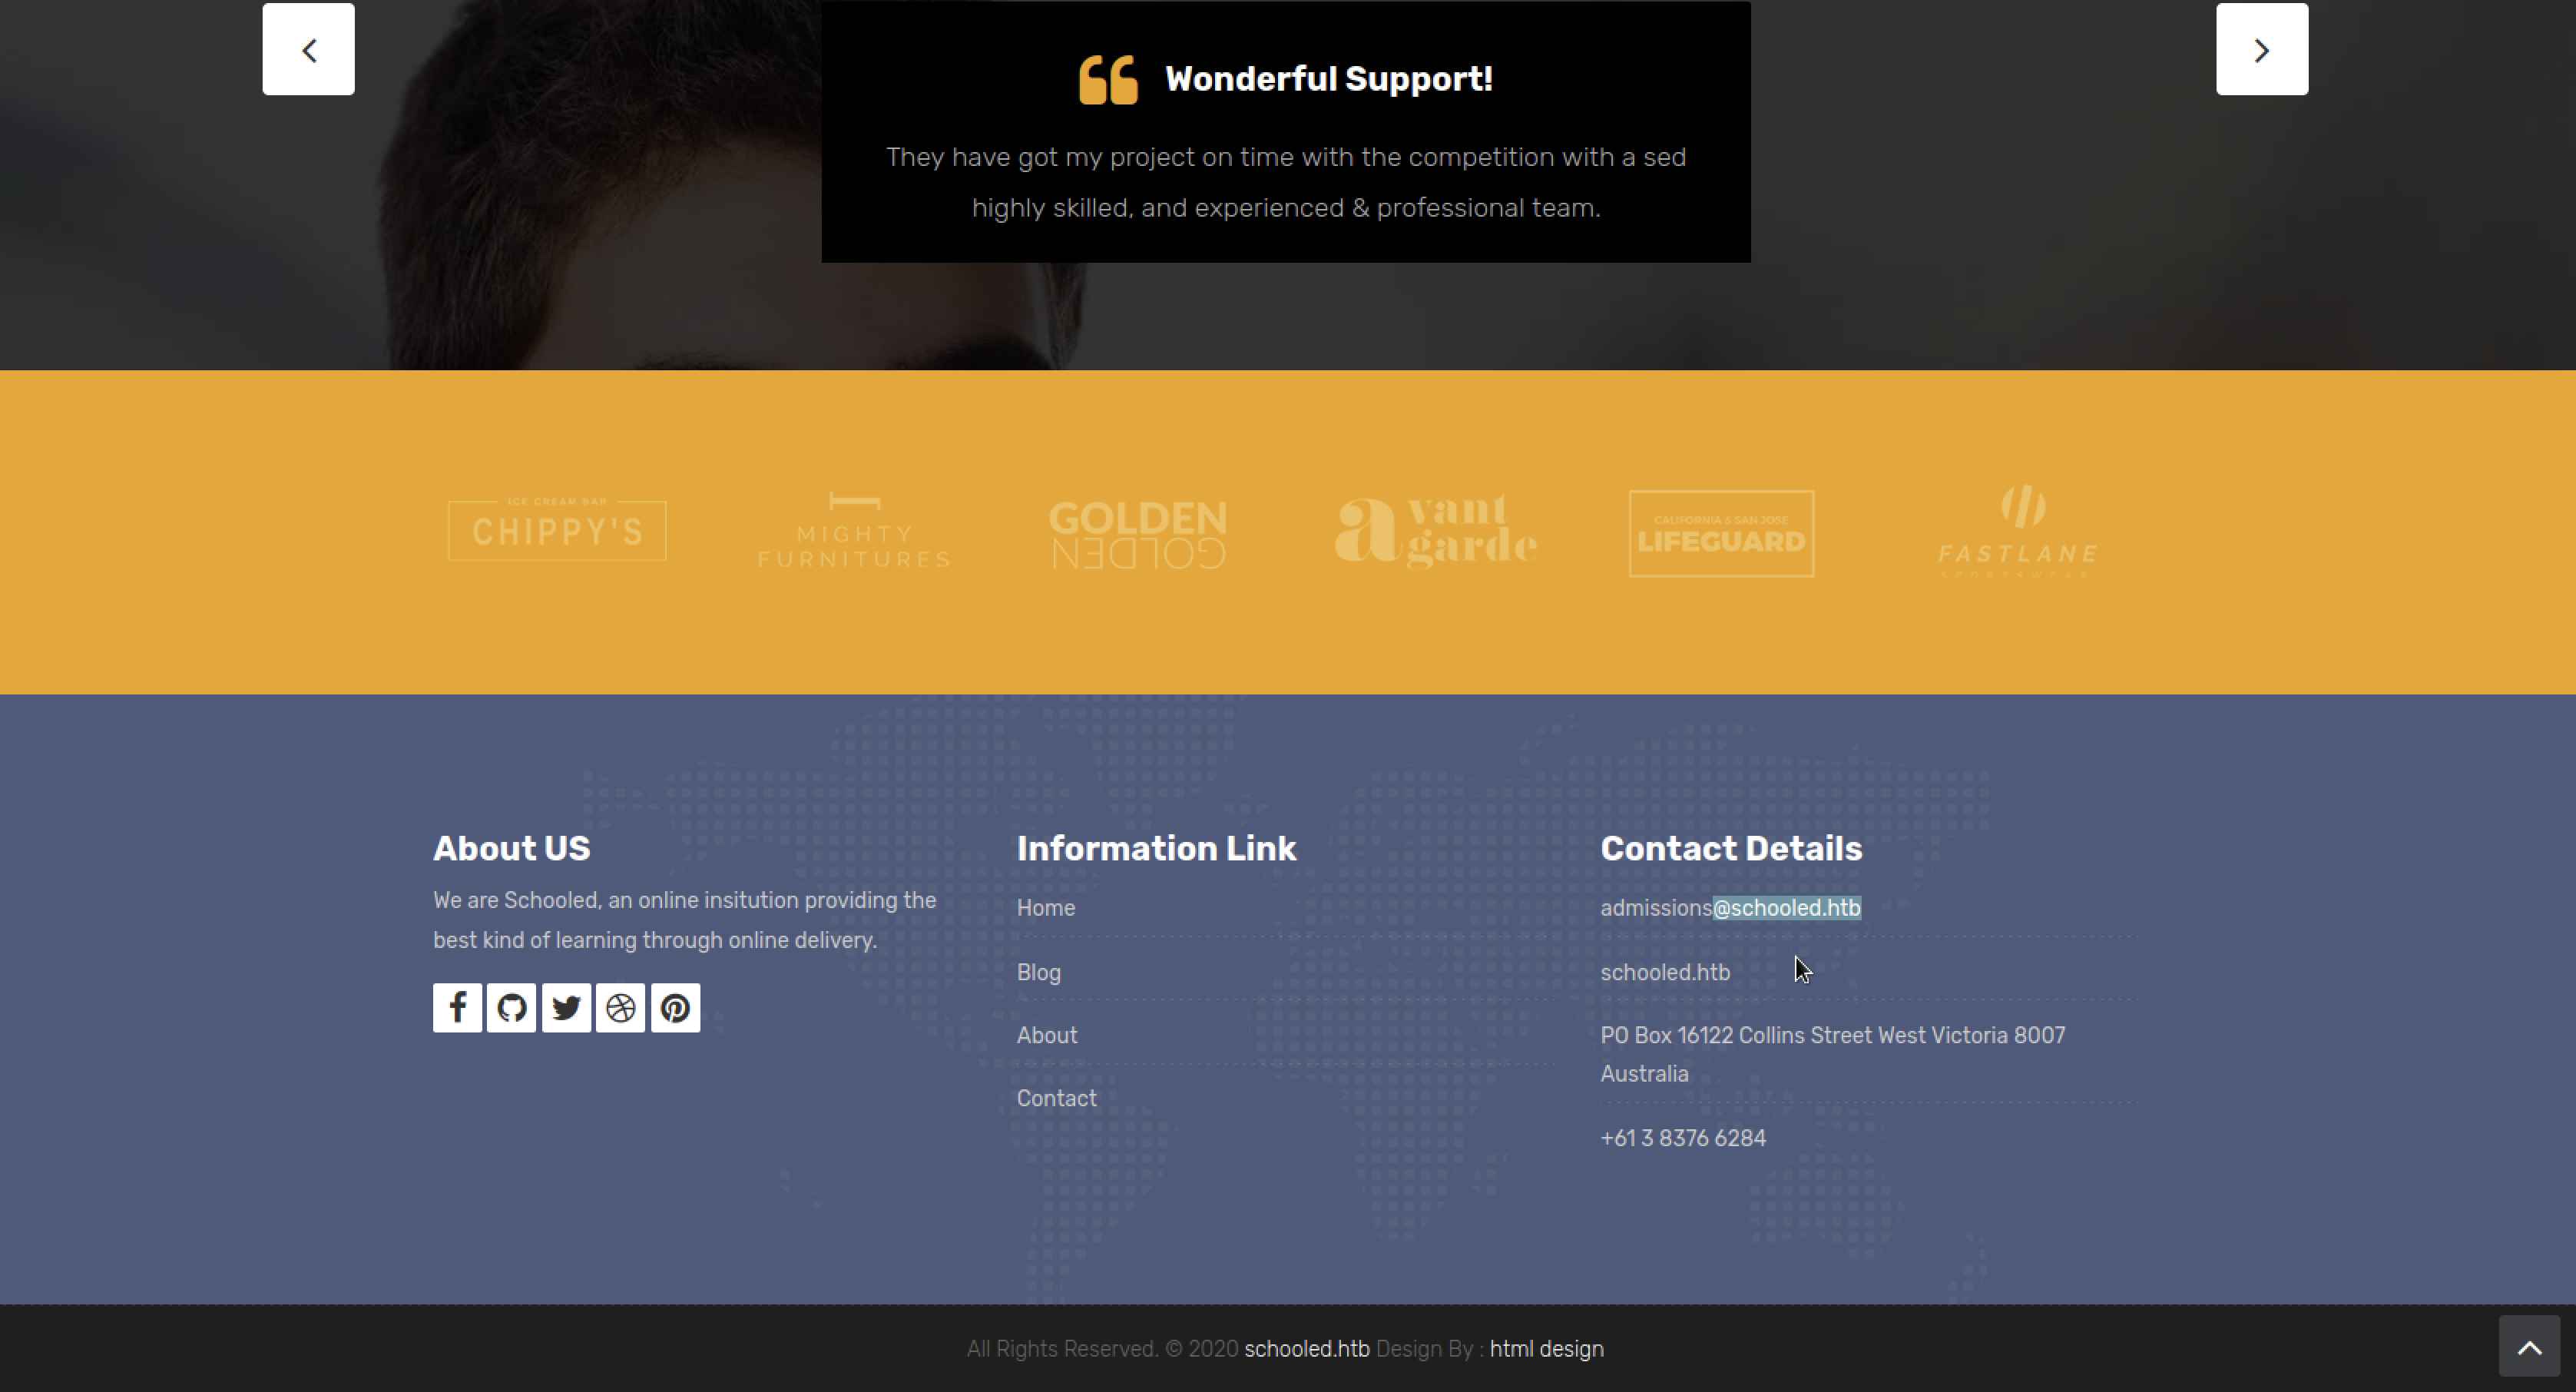 Wonderful Support!
They have got my project on time with the competition with a sed
highly skilled, and experienced & professional team.
ICE CREAM BAR
CHIPPY'S
MIGHTY
FURNITURES
GOLDEN
GOLDEN
avant
garde
CALIFORNIA & SAN JOSE
LIFEGUARD
FASTLANE
SPORTSWEAR
About US
We are Schooled, an online insitution providing the
best kind of learning through online delivery.
Information Link
Home
Blog
About
Contact
Contact Details
admissions@schooled.htb
schooled.htb
PO Box 16122 Collins Street West Victoria 8007
Australia
+61 3 8376 6284
All Rights Reserved. © 2020 schooled.htb Design By : html design